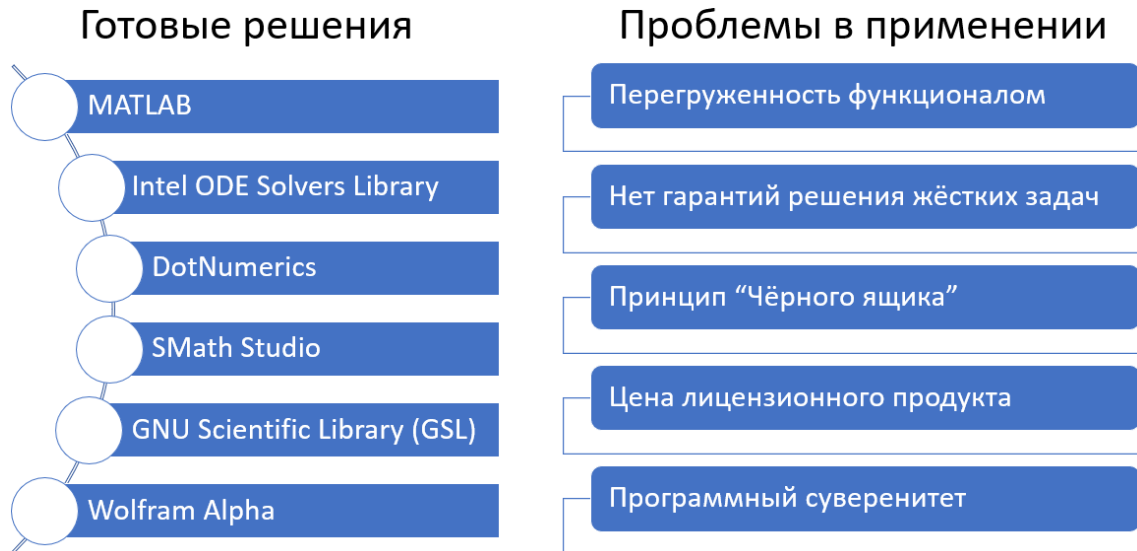 Готовые решения
MATLAB
Intel ODE Solvers Library
DotNumerics
SMath Studio
GNU Scientific Library (GSL)
Wolfram Alpha
Проблемы в применении
Перегруженность функционалом
Нет гарантий решения жёстких задач
Принцип “Чёрного ящика”
Цена лицензионного продукта
Программный суверенитет